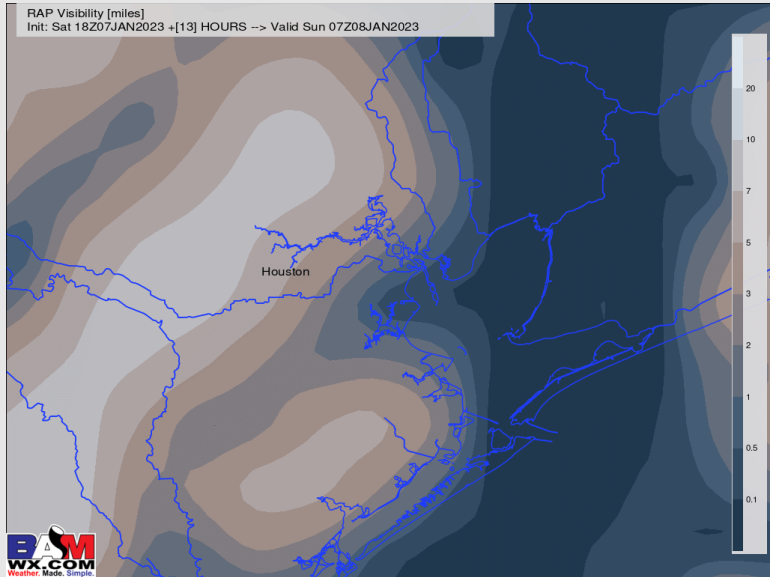 RAP Visibility [miles]
Init: Sat 18Z07JAN2023 +[13] HOURS --> Valid Sun 07Z08JAN2023
20
10
7
5
3
2
1
0.5
0.1
Houston
BAM
WX.COM
Weather. Made. Simple.